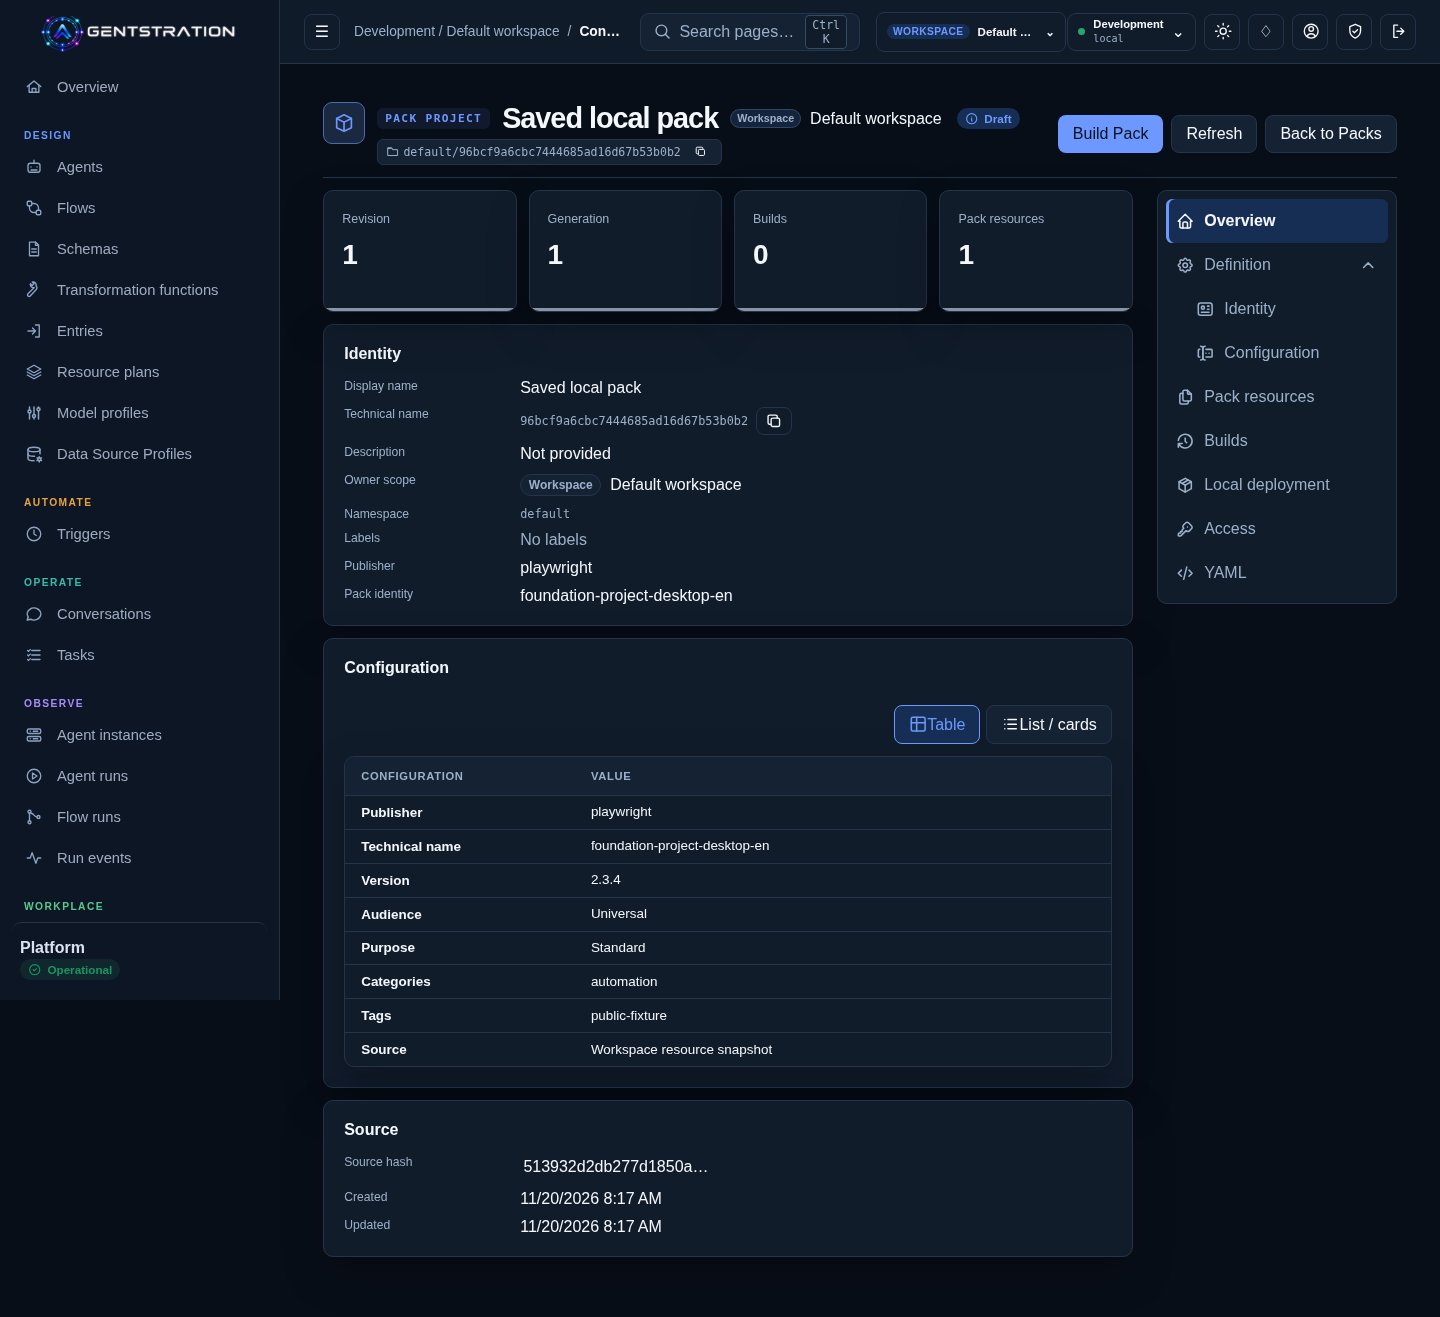 GENTSTRATION
Overview
DESIGN
Agents
Flows
Schemas
Transformation functions
Entries
Resource plans
Model profiles
Data Source Profiles
AUTOMATE
Triggers
OPERATE
Conversations
Tasks
OBSERVE
Agent instances
Agent runs
Flow runs
Run events
WORKPLACE
Platform
Operational
Development / Default workspace / Con…
Search pages… Ctrl K
WORKSPACE Default …
Development
local
PACK PROJECT Saved local pack Workspace Default workspace Draft
default/96bcf9a6cbc7444685ad16d67b53b0b2
Build Pack Refresh Back to Packs
Revision
1
Generation
1
Builds
0
Pack resources
1
Identity
Display name Saved local pack
Technical name 96bcf9a6cbc7444685ad16d67b53b0b2
Description Not provided
Owner scope Workspace Default workspace
Namespace default
Labels No labels
Publisher playwright
Pack identity foundation-project-desktop-en
Configuration
Table List / cards
CONFIGURATION VALUE
Publisher playwright
Technical name foundation-project-desktop-en
Version 2.3.4
Audience Universal
Purpose Standard
Categories automation
Tags public-fixture
Source Workspace resource snapshot
Source
Source hash 513932d2db277d1850a…
Created 11/20/2026 8:17 AM
Updated 11/20/2026 8:17 AM
Overview
Definition
Identity
Configuration
Pack resources
Builds
Local deployment
Access
YAML